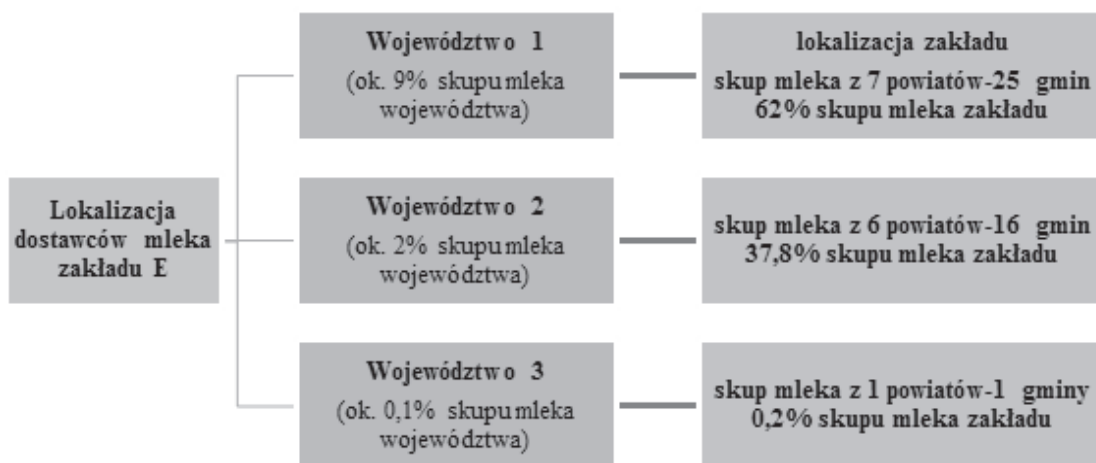 Lokalizacja
dostawców mleka
zakładu E
Województwo 1
(ok. 9% skupu mleka
województwa)
lokalizacja zakładu
skup mleka z 7 powiatów-25 gmin
62% skupu mleka zakładu
Województwo 2
(ok. 2% skupu mleka
województwa)
skup mleka z 6 powiatów-16 gmin
37,8% skupu mleka zakładu
Województwo 3
(ok. 0,1% skupu mleka
województwa)
skup mleka z 1 powiatów-1 gminy
0,2% skupu mleka zakładu